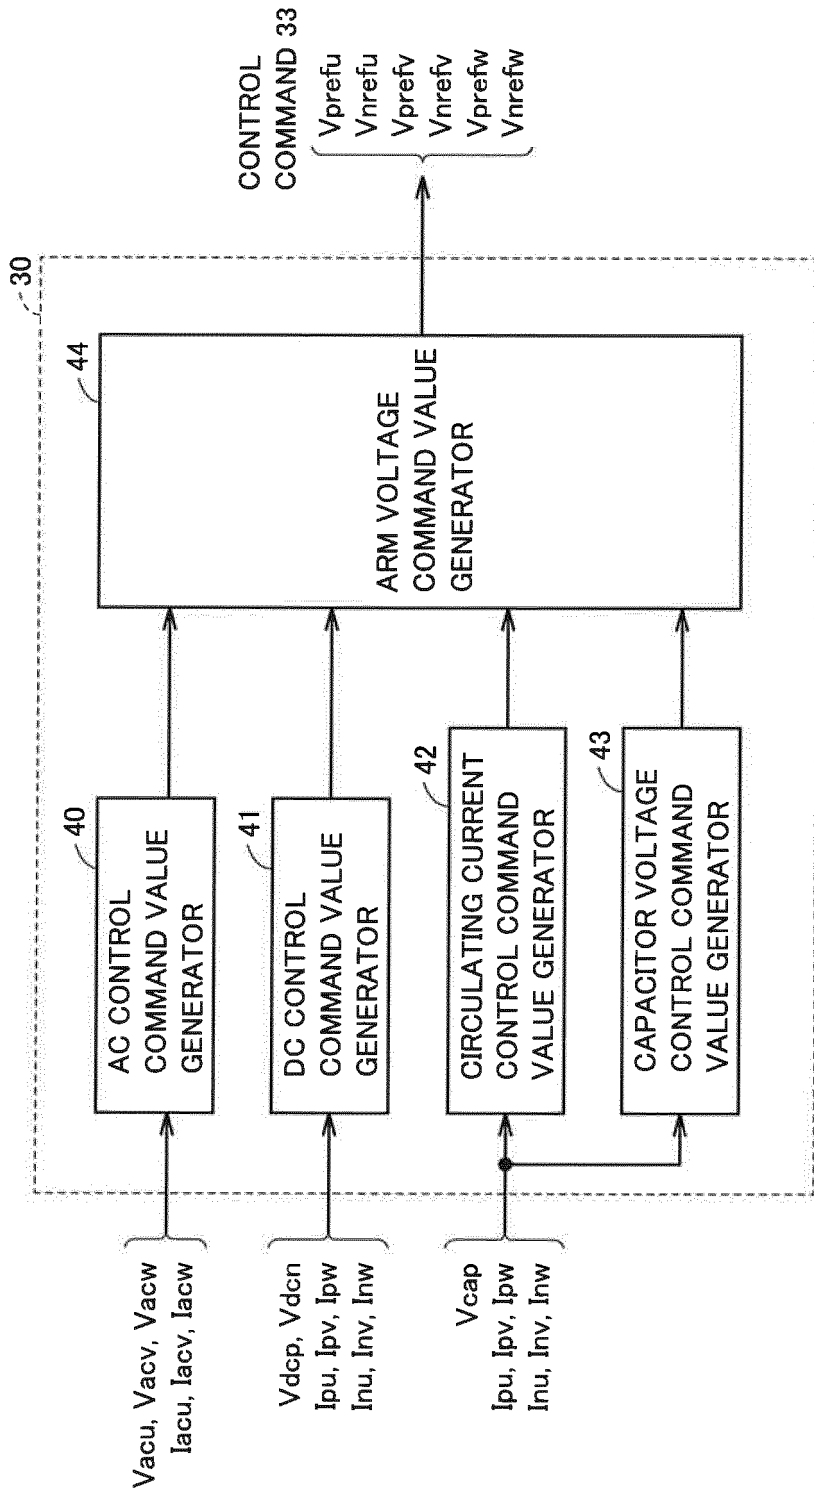 Vacu, Vacv, Vacw
Iacu, Iacv, Iacw
Vdcp, Vdcn
Ipu, Ipv, Ipw
Inu, Inv, Inw
Vcap
Ipu, Ipv, Ipw
Inu, Inv, Inw
30
40
AC CONTROL
COMMAND VALUE
GENERATOR
41
DC CONTROL
COMMAND VALUE
GENERATOR
42
CIRCULATING CURRENT
CONTROL COMMAND
VALUE GENERATOR
43
CAPACITOR VOLTAGE
CONTROL COMMAND
VALUE GENERATOR
44
ARM VOLTAGE
COMMAND VALUE
GENERATOR
CONTROL
COMMAND 33
Vprefu
Vnrefu
Vprefv
Vnrefv
Vprefw
Vnrefw